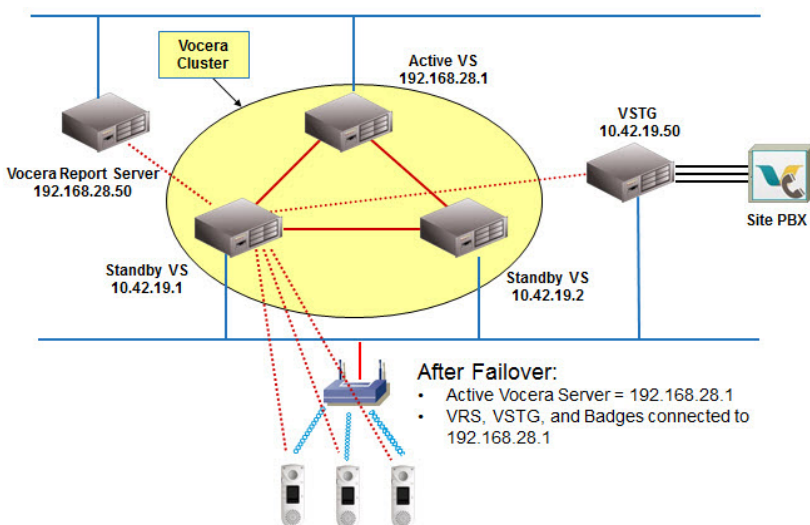 Vocera
Cluster
Active VS
192.168.28.1
VSTG
10.42.19.50
Vocera Report Server
192.168.28.50
Site PBX
Standby VS
10.42.19.1
Standby VS
10.42.19.2
After Failover:
• Active Vocera Server = 192.168.28.1
• VRS, VSTG, and Badges connected to
192.168.28.1